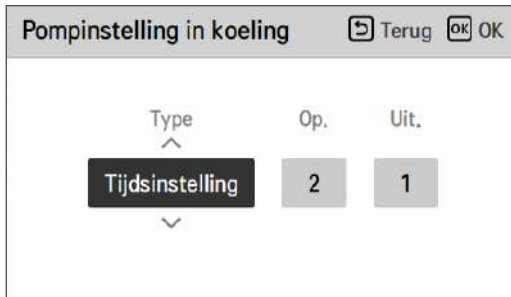 Pompinstelling in koeling Terug OK OK
Type Op. Uit.
Tijdsinstelling 2 1